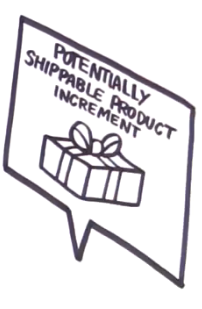 POTENTIALLY
SHIPPABLE PRODUCT
INCREMENT